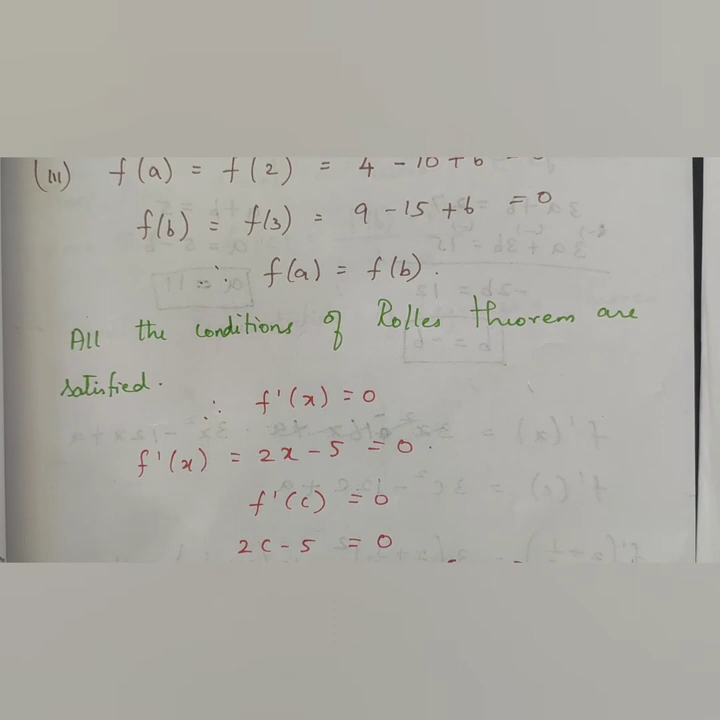 (III) f(a) = f(2) = 4 - 10 + 6 = 0
f(b) = f(3) = 9 - 15 + 6 = 0
∴ f(a) = f(b).
All the conditions of Rolles theorem are
satisfied.
∴ f'(x) = 0
f'(x) = 2x - 5 = 0.
f'(c) = 0
2c - 5 = 0